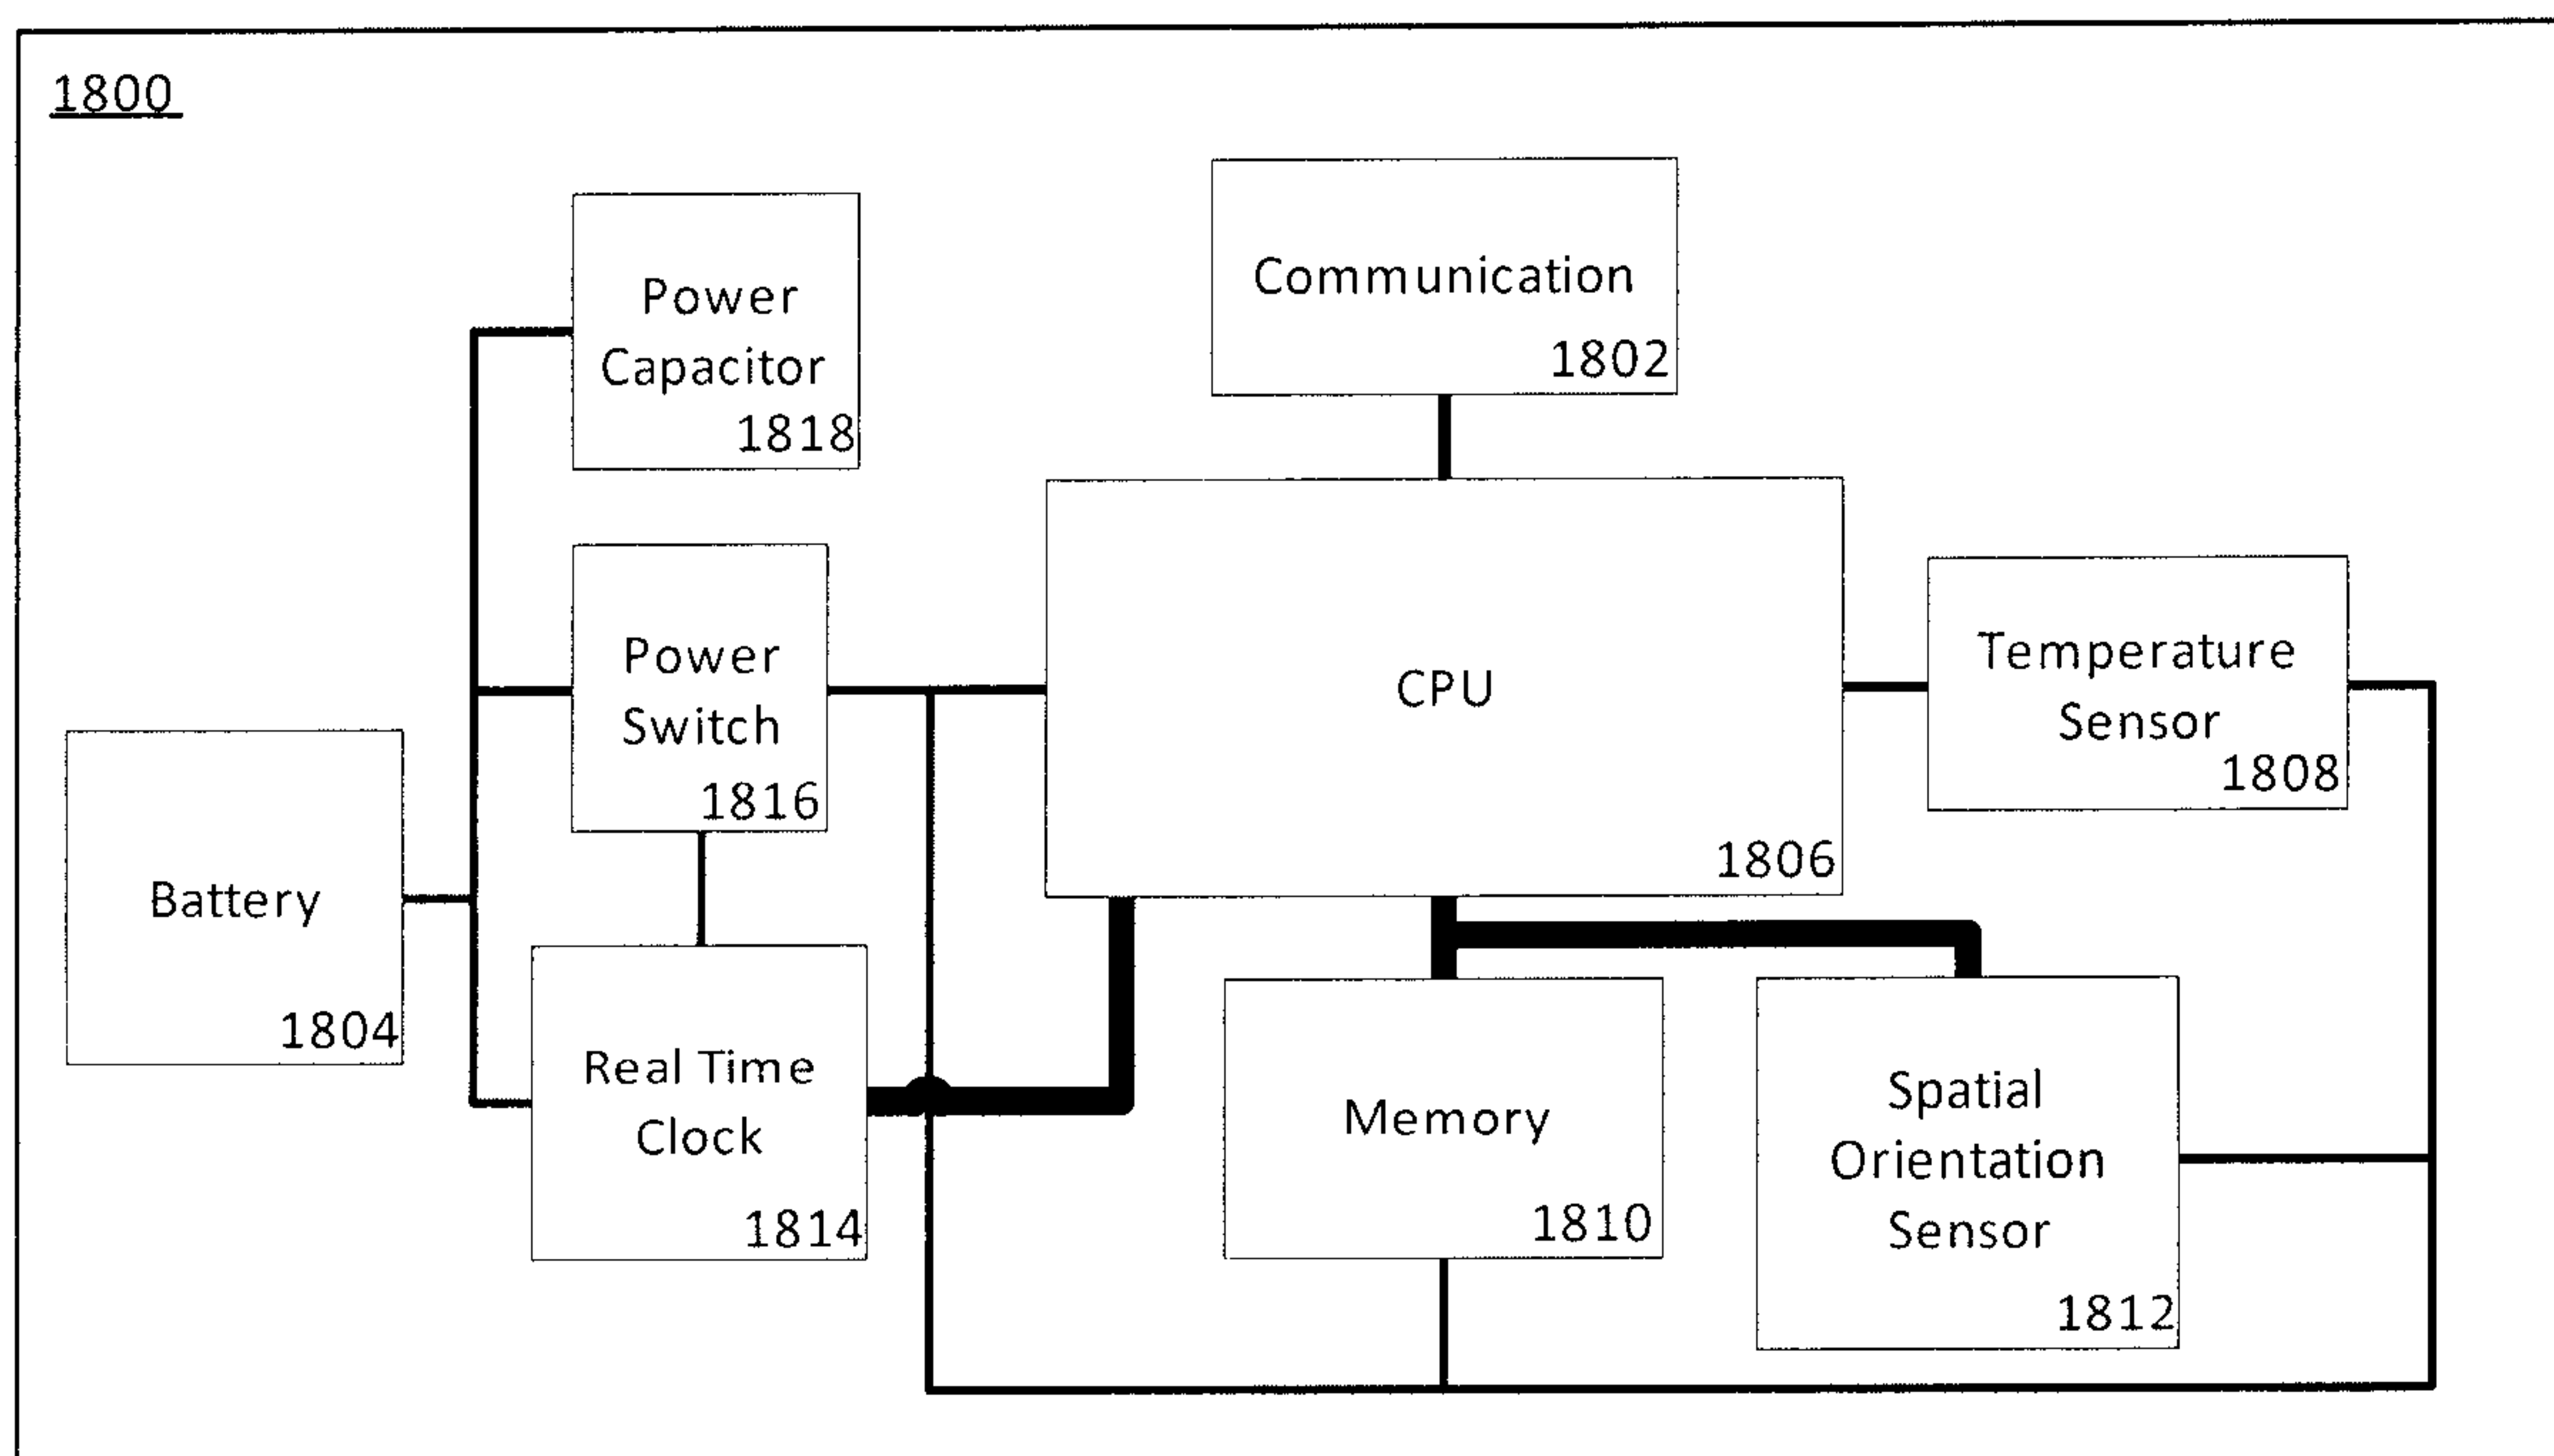 1800
Power
Capacitor
1818
Communication
1802
Power
Switch
1816
CPU
1806
Temperature
Sensor
1808
Battery
1804
Real Time
Clock
1814
Memory
1810
Spatial
Orientation
Sensor
1812